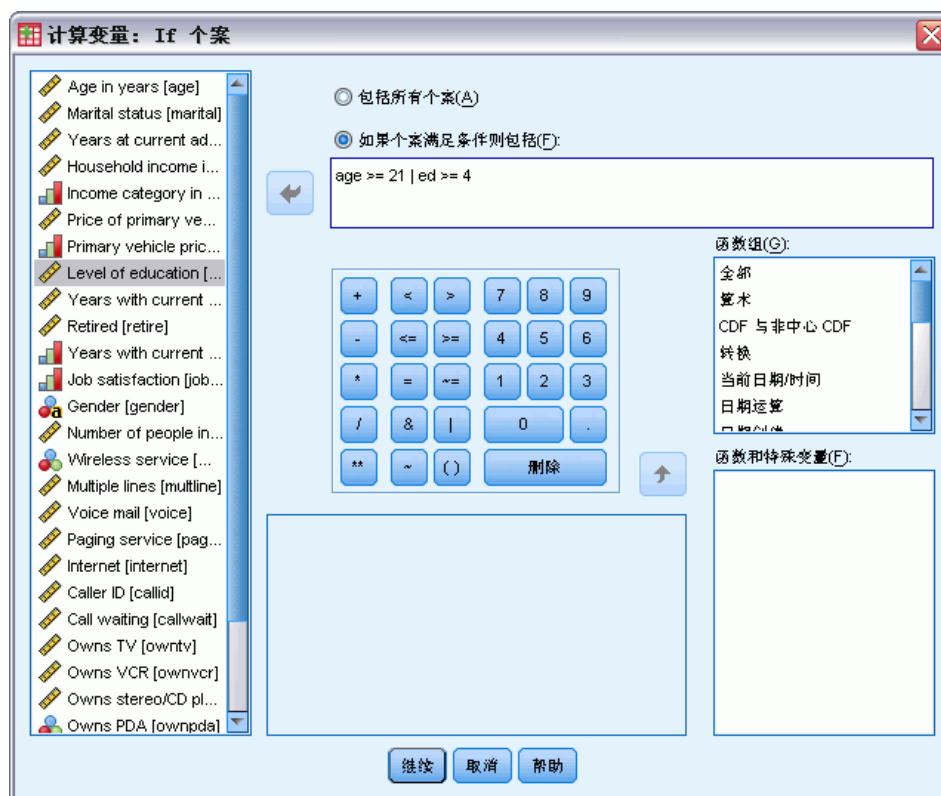 计算变量: If 个案
Age in years [age]
Marital status [marital]
Years at current ad...
Household income i...
Income category in ...
Price of primary ve...
Primary vehicle pric...
Level of education [...
Years with current ...
Retired [retire]
Years with current ...
Job satisfaction [job...
Gender [gender]
Number of people in...
Wireless service [...
Multiple lines [multline]
Voice mail [voice]
Paging service [pag...
Internet [internet]
Caller ID [callid]
Call waiting [callwait]
Owns TV [owntv]
Owns VCR [ownvcr]
Owns stereo/CD pl...
Owns PDA [ownpda]
包括所有个案(A)
如果个案满足条件则包括(F):
age >= 21 | ed >= 4
+ < > 7 8 9
- <= >= 4 5 6
* = ~= 1 2 3
/ & | 0 .
** ~ ( ) 删除
函数组(G):
全部
算术
CDF 与非中心 CDF
转换
当前日期/时间
日期运算
日期创建
函数和特殊变量(F):
继续 取消 帮助